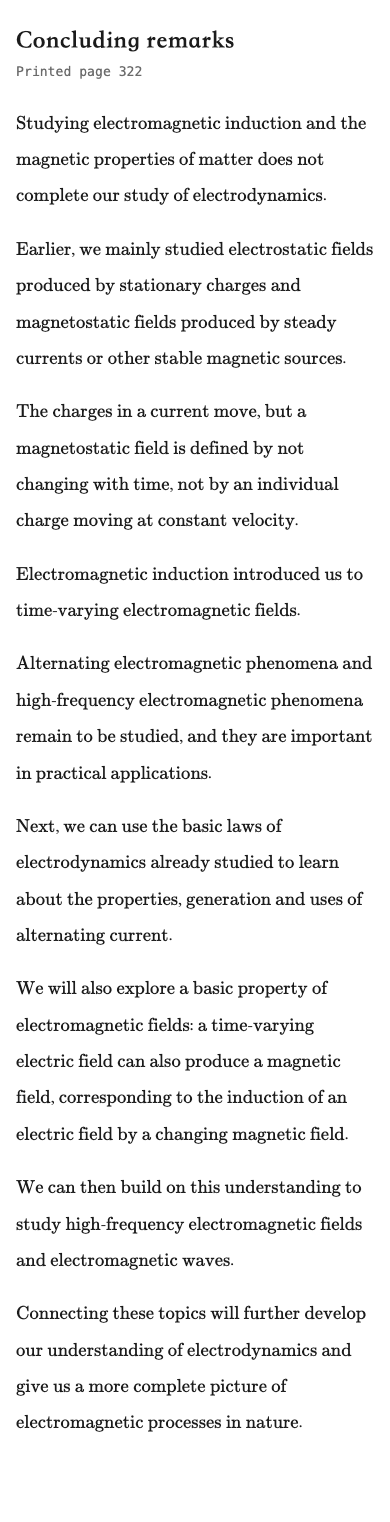 Concluding remarks
Printed page 322
Studying electromagnetic induction and the
magnetic properties of matter does not
complete our study of electrodynamics.
Earlier, we mainly studied electrostatic fields
produced by stationary charges and
magnetostatic fields produced by steady
currents or other stable magnetic sources.
The charges in a current move, but a
magnetostatic field is defined by not
changing with time, not by an individual
charge moving at constant velocity.
Electromagnetic induction introduced us to
time-varying electromagnetic fields.
Alternating electromagnetic phenomena and
high-frequency electromagnetic phenomena
remain to be studied, and they are important
in practical applications.
Next, we can use the basic laws of
electrodynamics already studied to learn
about the properties, generation and uses of
alternating current.
We will also explore a basic property of
electromagnetic fields: a time-varying
electric field can also produce a magnetic
field, corresponding to the induction of an
electric field by a changing magnetic field.
We can then build on this understanding to
study high-frequency electromagnetic fields
and electromagnetic waves.
Connecting these topics will further develop
our understanding of electrodynamics and
give us a more complete picture of
electromagnetic processes in nature.